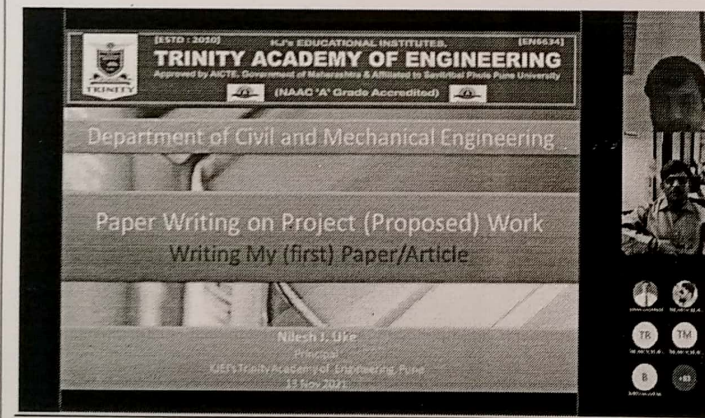 [ESTD : 2010] KJ's EDUCATIONAL INSTITUTES. [EN6634]
TRINITY ACADEMY OF ENGINEERING
Approved by AICTE, Government of Maharashtra & Affiliated to Savitribai Phule Pune University
(NAAC 'A' Grade Accredited)
TRINITY
Department of Civil and Mechanical Engineering
Paper Writing on Project (Proposed) Work
Writing My (first) Paper/Article
Nilesh J. Uke
Principal
KJEI's Trinity Academy of Engineering, Pune
13 Nov 2021
TR TM
B +83